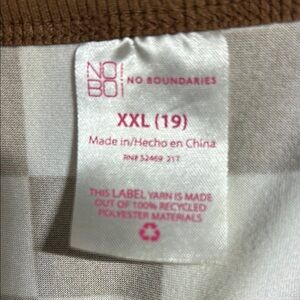 NO
BO
NO BOUNDARIES
XXL (19)
Made in/Hecho en China
RN# 52469 217
THIS LABEL YARN IS MADE
OUT OF 100% RECYCLED
POLYESTER MATERIALS